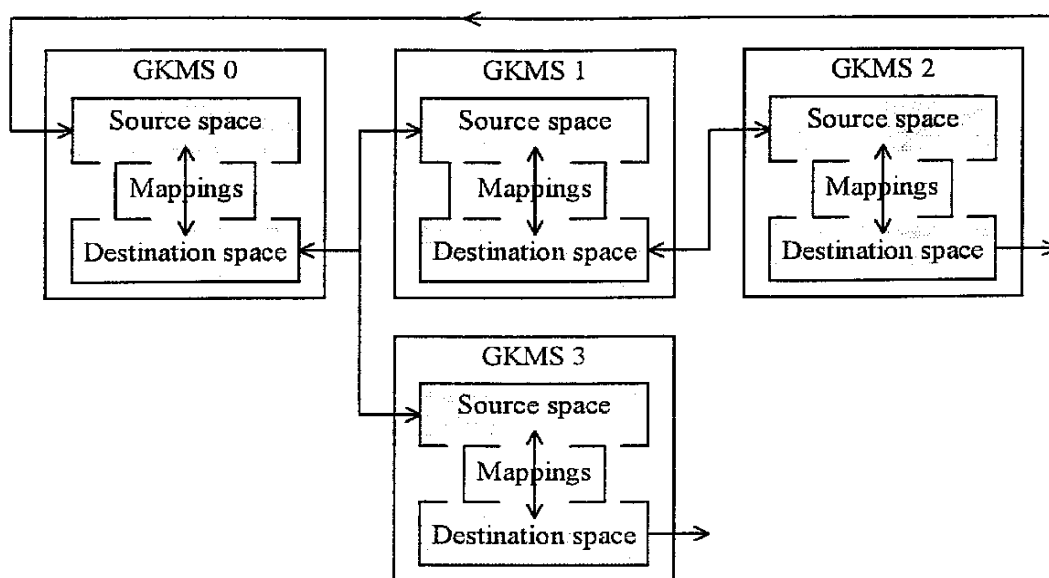 GKMS 0
Source space
Mappings
Destination space
GKMS 1
Source space
Mappings
Destination space
GKMS 2
Source space
Mappings
Destination space
GKMS 3
Source space
Mappings
Destination space